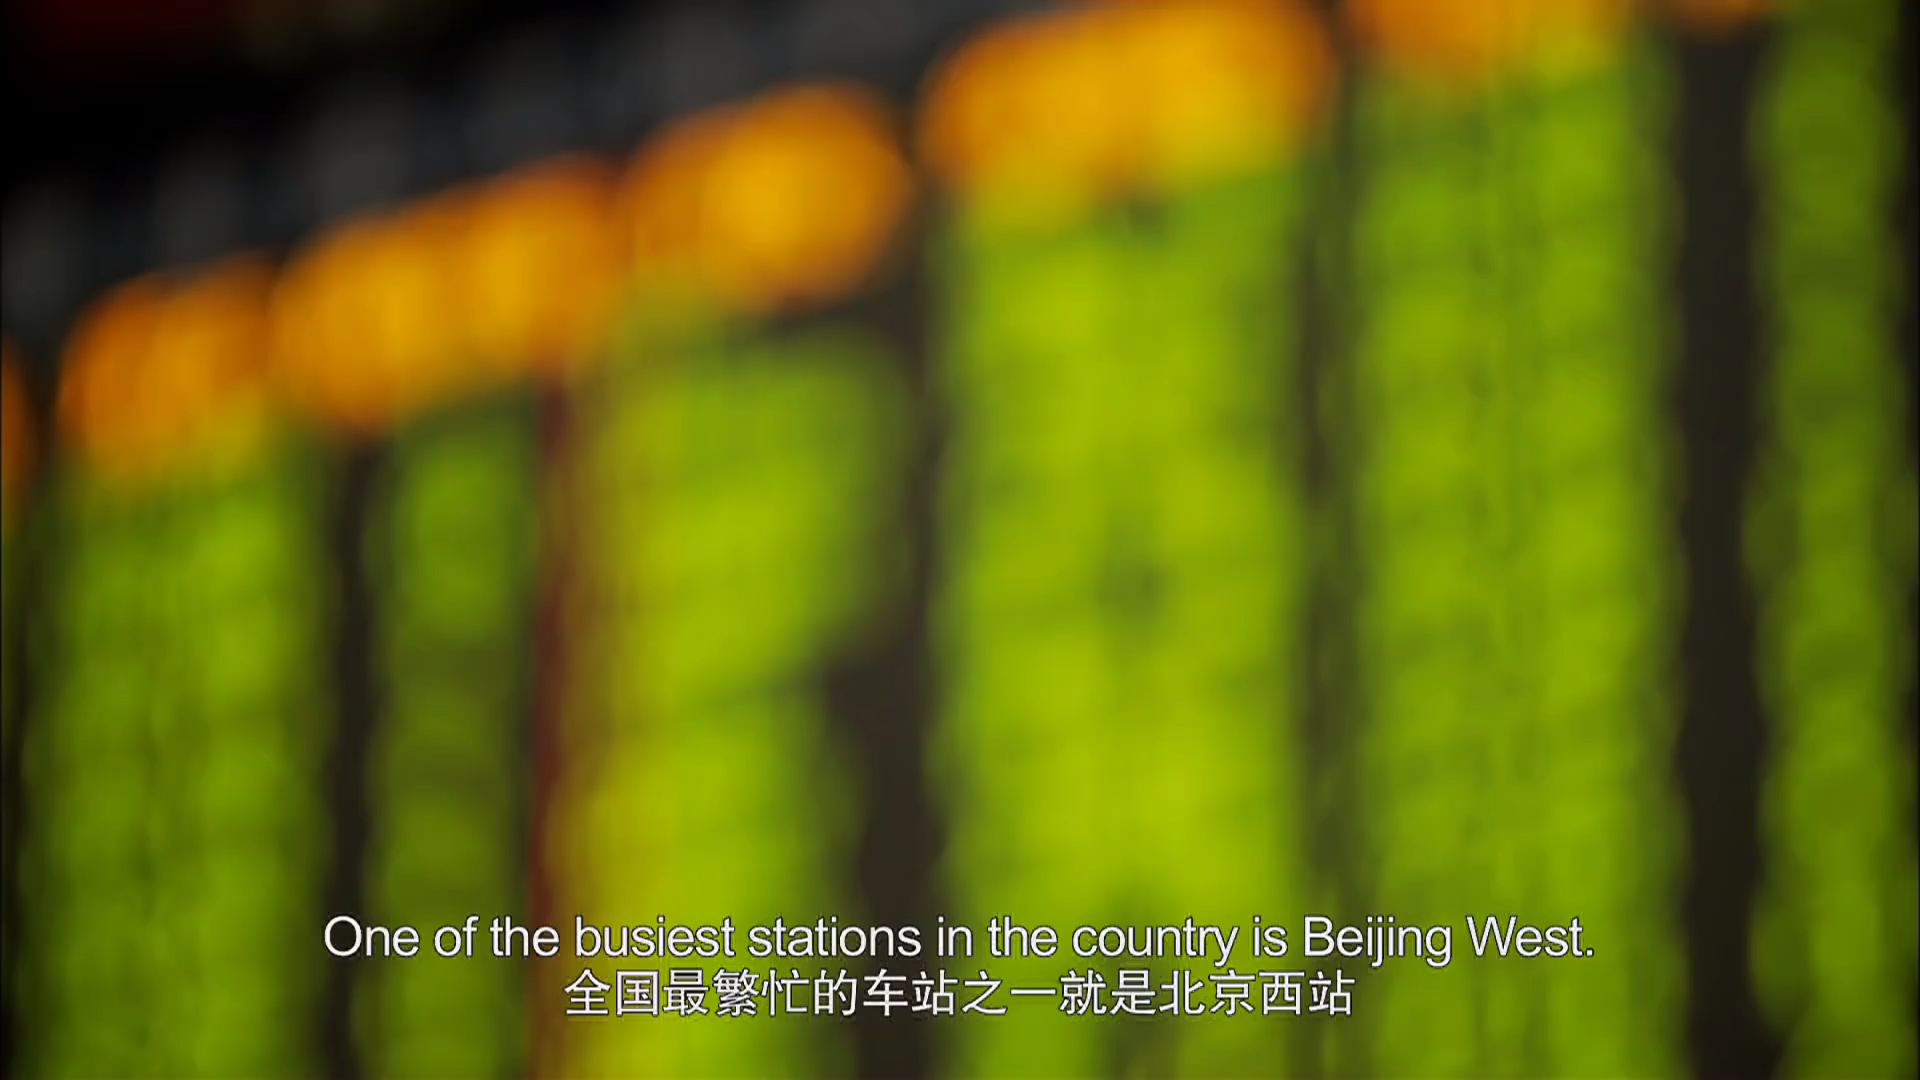 One of the busiest stations in the country is Beijing West.
全国最繁忙的车站之一就是北京西站